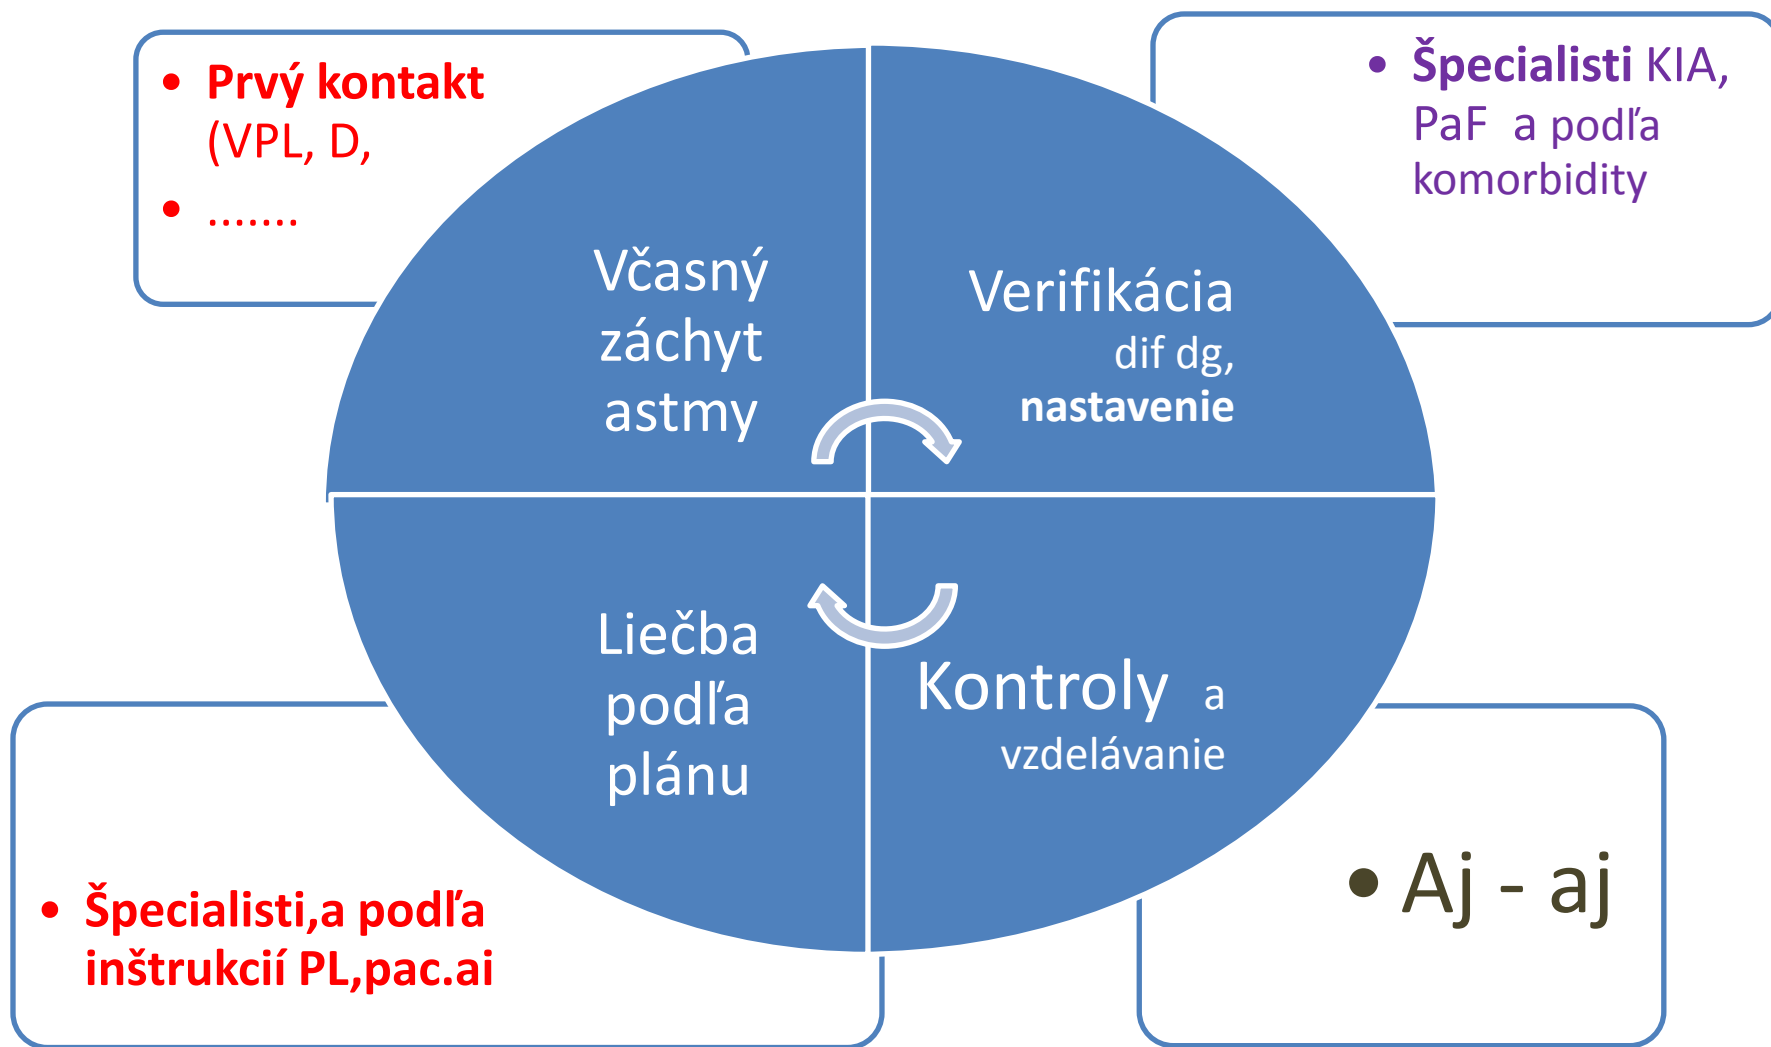 Prvý kontakt
(VPL, D,
.......
Špecialisti KIA,
PaF a podľa
komorbidity
Včasný
záchyt
astmy
Verifikácia
dif dg,
nastavenie
Liečba
podľa
plánu
Kontroly a
vzdelávanie
Špecialisti,a podľa
inštrukcií PL,pac.ai
Aj - aj